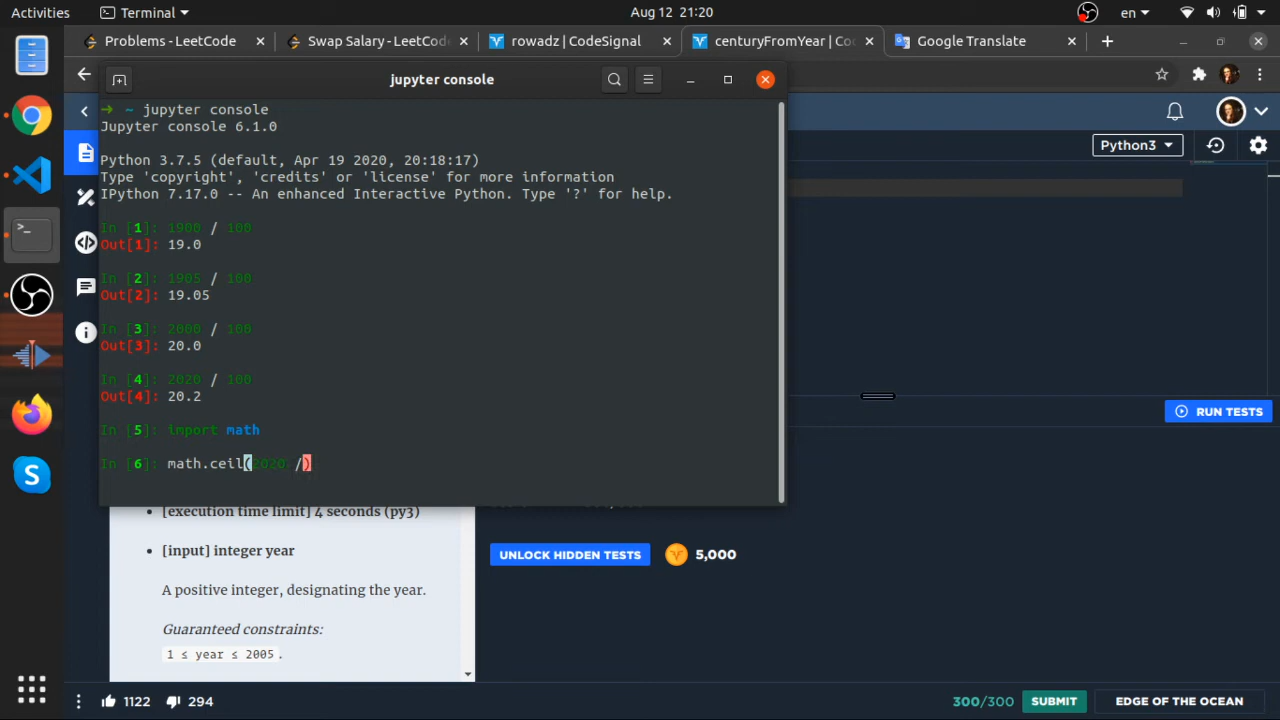 Activities
Terminal
Aug 12 21:20
en
Problems - LeetCode
Swap Salary - LeetCod
rowadz | CodeSignal
centuryFromYear | Co
Google Translate
jupyter console
➜ ~ jupyter console
Jupyter console 6.1.0
Python 3.7.5 (default, Apr 19 2020, 20:18:17)
Type 'copyright', 'credits' or 'license' for more information
IPython 7.17.0 -- An enhanced Interactive Python. Type '?' for help.
In [1]: 1900 / 100
Out[1]: 19.0
In [2]: 1905 / 100
Out[2]: 19.05
In [3]: 2000 / 100
Out[3]: 20.0
In [4]: 2020 / 100
Out[4]: 20.2
In [5]: import math
In [6]: math.ceil(2020 /)
Python3
RUN TESTS
• [execution time limit] 4 seconds (py3)
• [input] integer year
A positive integer, designating the year.
Guaranteed constraints:
1 ≤ year ≤ 2005.
UNLOCK HIDDEN TESTS
5,000
1122
294
300/300
SUBMIT
EDGE OF THE OCEAN